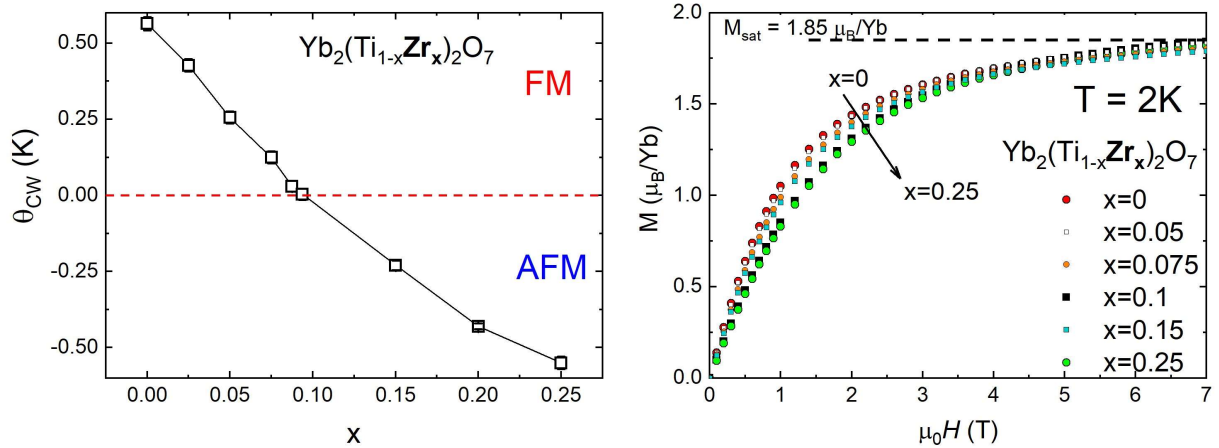 Yb₂(Ti₁₋ₓZrₓ)₂O₇
FM
AFM
θCW (K)
0.50
0.25
0.00
-0.25
-0.50
0.00
0.05
0.10
0.15
0.20
0.25
x
Msat = 1.85 μB/Yb
x=0
x=0.25
T = 2K
Yb₂(Ti₁₋ₓZrₓ)₂O₇
x=0
x=0.05
x=0.075
x=0.1
x=0.15
x=0.25
M (μB/Yb)
2.0
1.5
1.0
0.5
0.0
0
1
2
3
4
5
6
7
μ₀H (T)